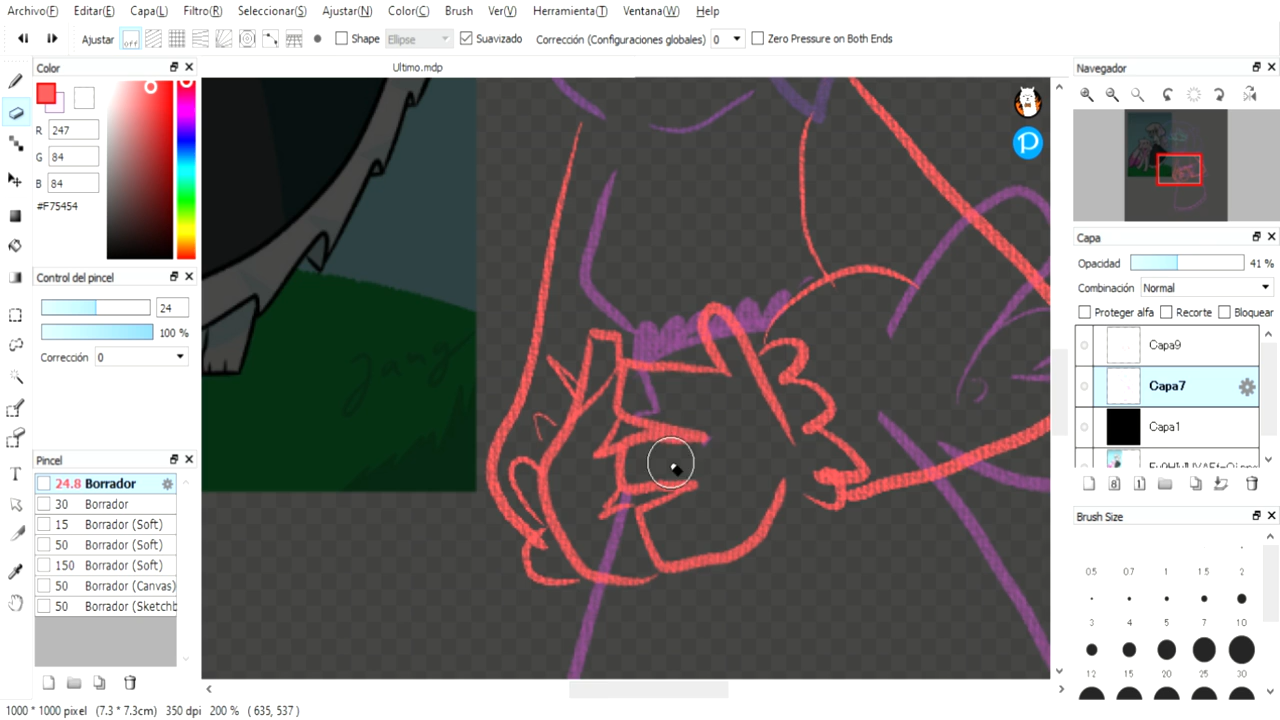 Archivo(F) Editar(E) Capa(L) Filtro(R) Seleccionar(S) Ajustar(N) Color(C) Brush Ver(V) Herramienta(T) Ventana(W) Help
Ajustar off Shape Ellipse Suavizado Corrección (Configuraciones globales) 0 Zero Pressure on Both Ends
Color
Ultimo.mdp
Navegador
R 247
G 84
B 84
#F75454
Capa
Opacidad 41 %
Combinación Normal
Proteger alfa Recorte Bloquear
Capa9
Capa7
Capa1
Control del pincel
24
100 %
Corrección 0
Pincel
24.8 Borrador
30 Borrador
15 Borrador (Soft)
50 Borrador (Soft)
150 Borrador (Soft)
50 Borrador (Canvas)
50 Borrador (Sketchb
Brush Size
0.5 0.7 1 1.5 2
3 4 5 7 10
12 15 20 25 30
1000 * 1000 pixel (7.3 * 7.3cm) 350 dpi 200 % ( 635, 537 )